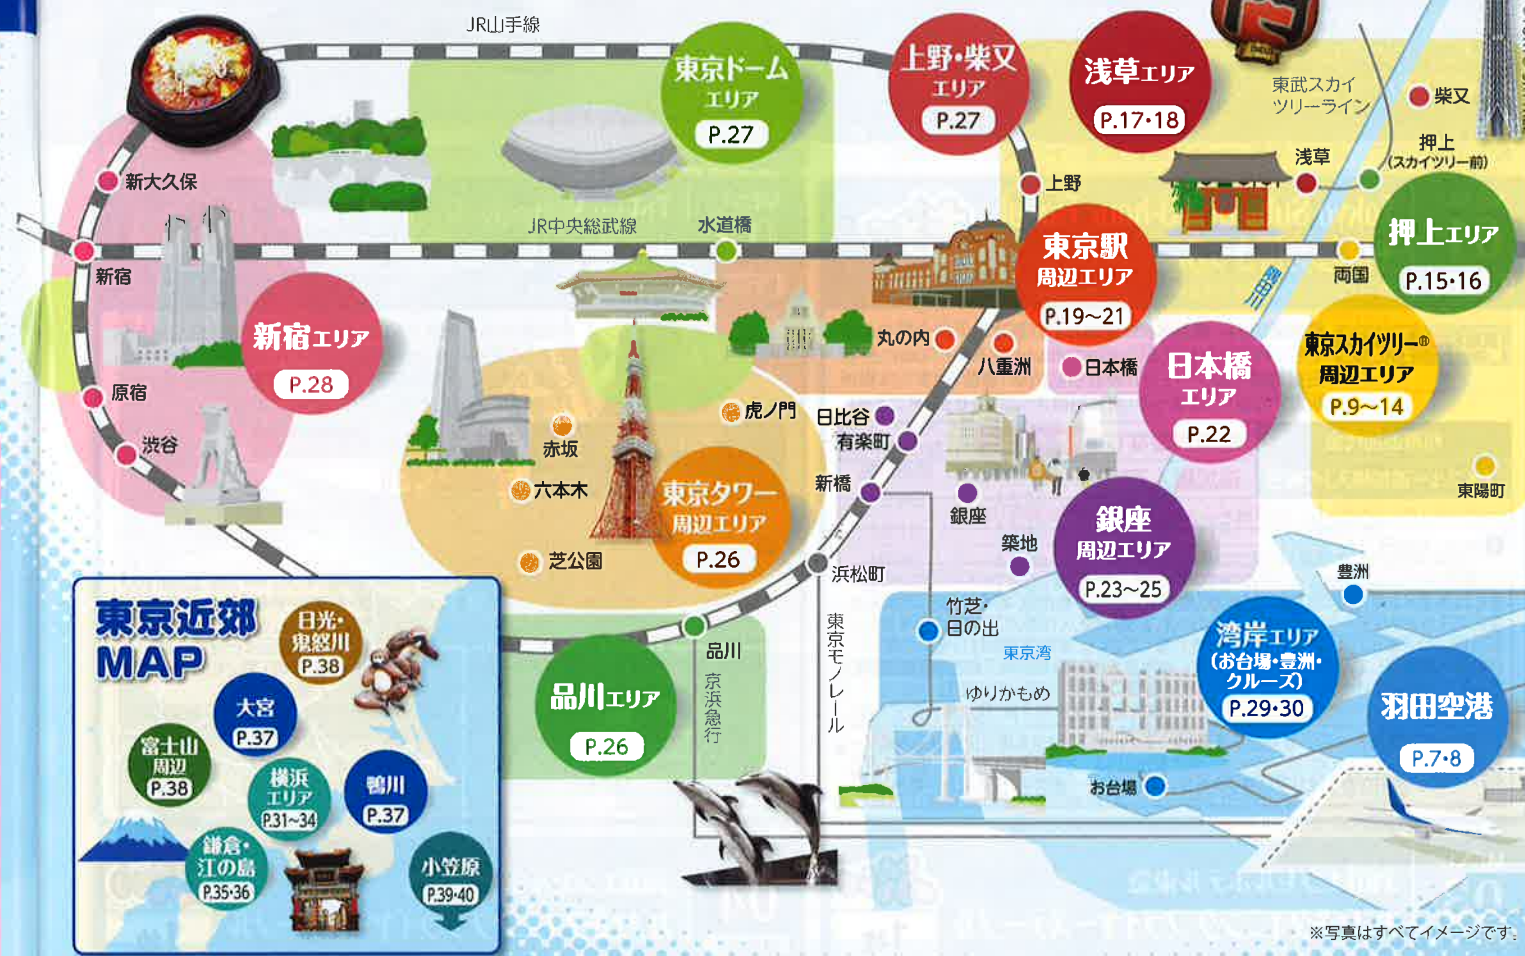 JR山手線
東京ドーム
エリア
P.27
上野・柴又
エリア
P.27
浅草エリア
P.17・18
東武スカイ
ツリーライン
柴又
押上
(スカイツリー前)
浅草
新大久保
上野
JR中央総武線
水道橋
東京駅
周辺エリア
P.19〜21
押上エリア
P.15・16
両国
隅田川
新宿
新宿エリア
P.28
丸の内
八重洲
日本橋
日本橋
エリア
P.22
東京スカイツリー®
周辺エリア
P.9〜14
原宿
渋谷
赤坂
虎ノ門
六本木
芝公園
東京タワー
周辺エリア
P.26
日比谷
有楽町
新橋
銀座
築地
銀座
周辺エリア
P.23〜25
東陽町
浜松町
豊洲
竹芝・
日の出
東京湾
湾岸エリア
(お台場・豊洲・
クルーズ)
P.29・30
ゆりかもめ
東京モノレール
品川
京浜急行
品川エリア
P.26
羽田空港
P.7・8
お台場
東京近郊
MAP
日光・
鬼怒川
P.38
大宮
P.37
富士山
周辺
P.38
横浜
エリア
P.31〜34
鴨川
P.37
鎌倉・
江の島
P.35・36
小笠原
P.39・40
※写真はすべてイメージです。